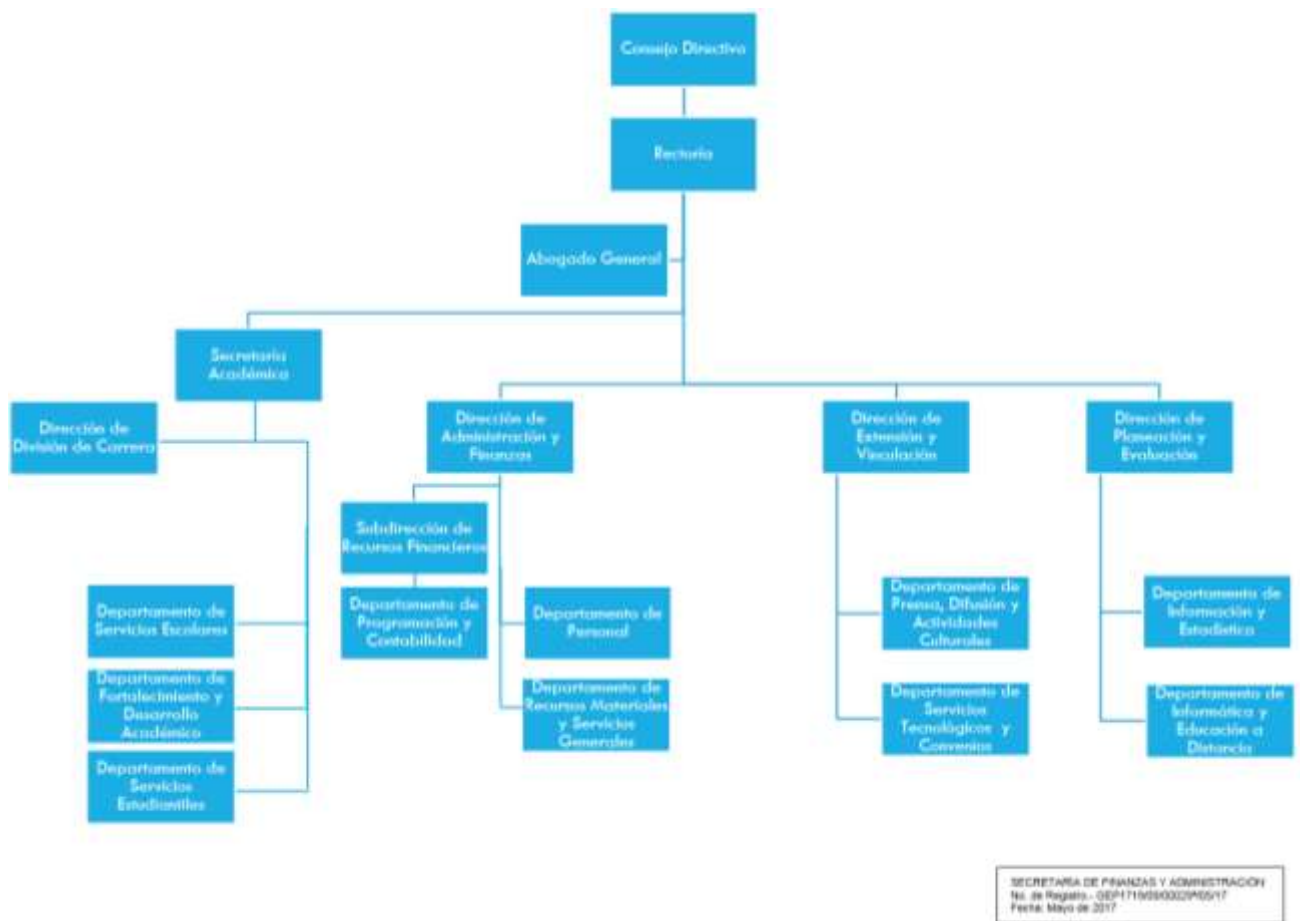 Consejo Directivo
Rectoría
Abogado General
Secretaría
Académica
Dirección de
División de Carrera
Dirección de
Administración y
Finanzas
Dirección de
Extensión y
Vinculación
Dirección de
Planeación y
Evaluación
Subdirección de
Recursos Financieros
Departamento de
Servicios Escolares
Departamento de
Programación y
Contabilidad
Departamento de
Personal
Departamento de
Prensa, Difusión y
Actividades
Culturales
Departamento de
Información y
Estadística
Departamento de
Fortalecimiento y
Desarrollo
Académico
Departamento de
Recursos Materiales
y Servicios
Generales
Departamento de
Servicios
Tecnológicos y
Convenios
Departamento de
Informática y
Educación a
Distancia
Departamento de
Servicios
Estudiantiles
SECRETARÍA DE FINANZAS Y ADMINISTRACIÓN
No. de Registro.-
Fecha: Mayo de 2017